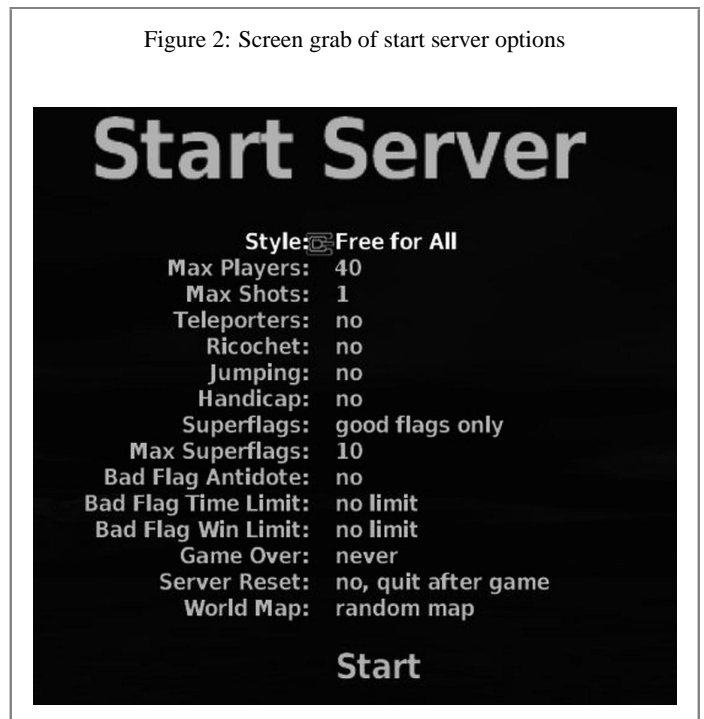 Figure 2: Screen grab of start server options
Start Server
Style: Free for All
Max Players: 40
Max Shots: 1
Teleporters: no
Ricochet: no
Jumping: no
Handicap: no
Superflags: good flags only
Max Superflags: 10
Bad Flag Antidote: no
Bad Flag Time Limit: no limit
Bad Flag Win Limit: no limit
Game Over: never
Server Reset: no, quit after game
World Map: random map
Start